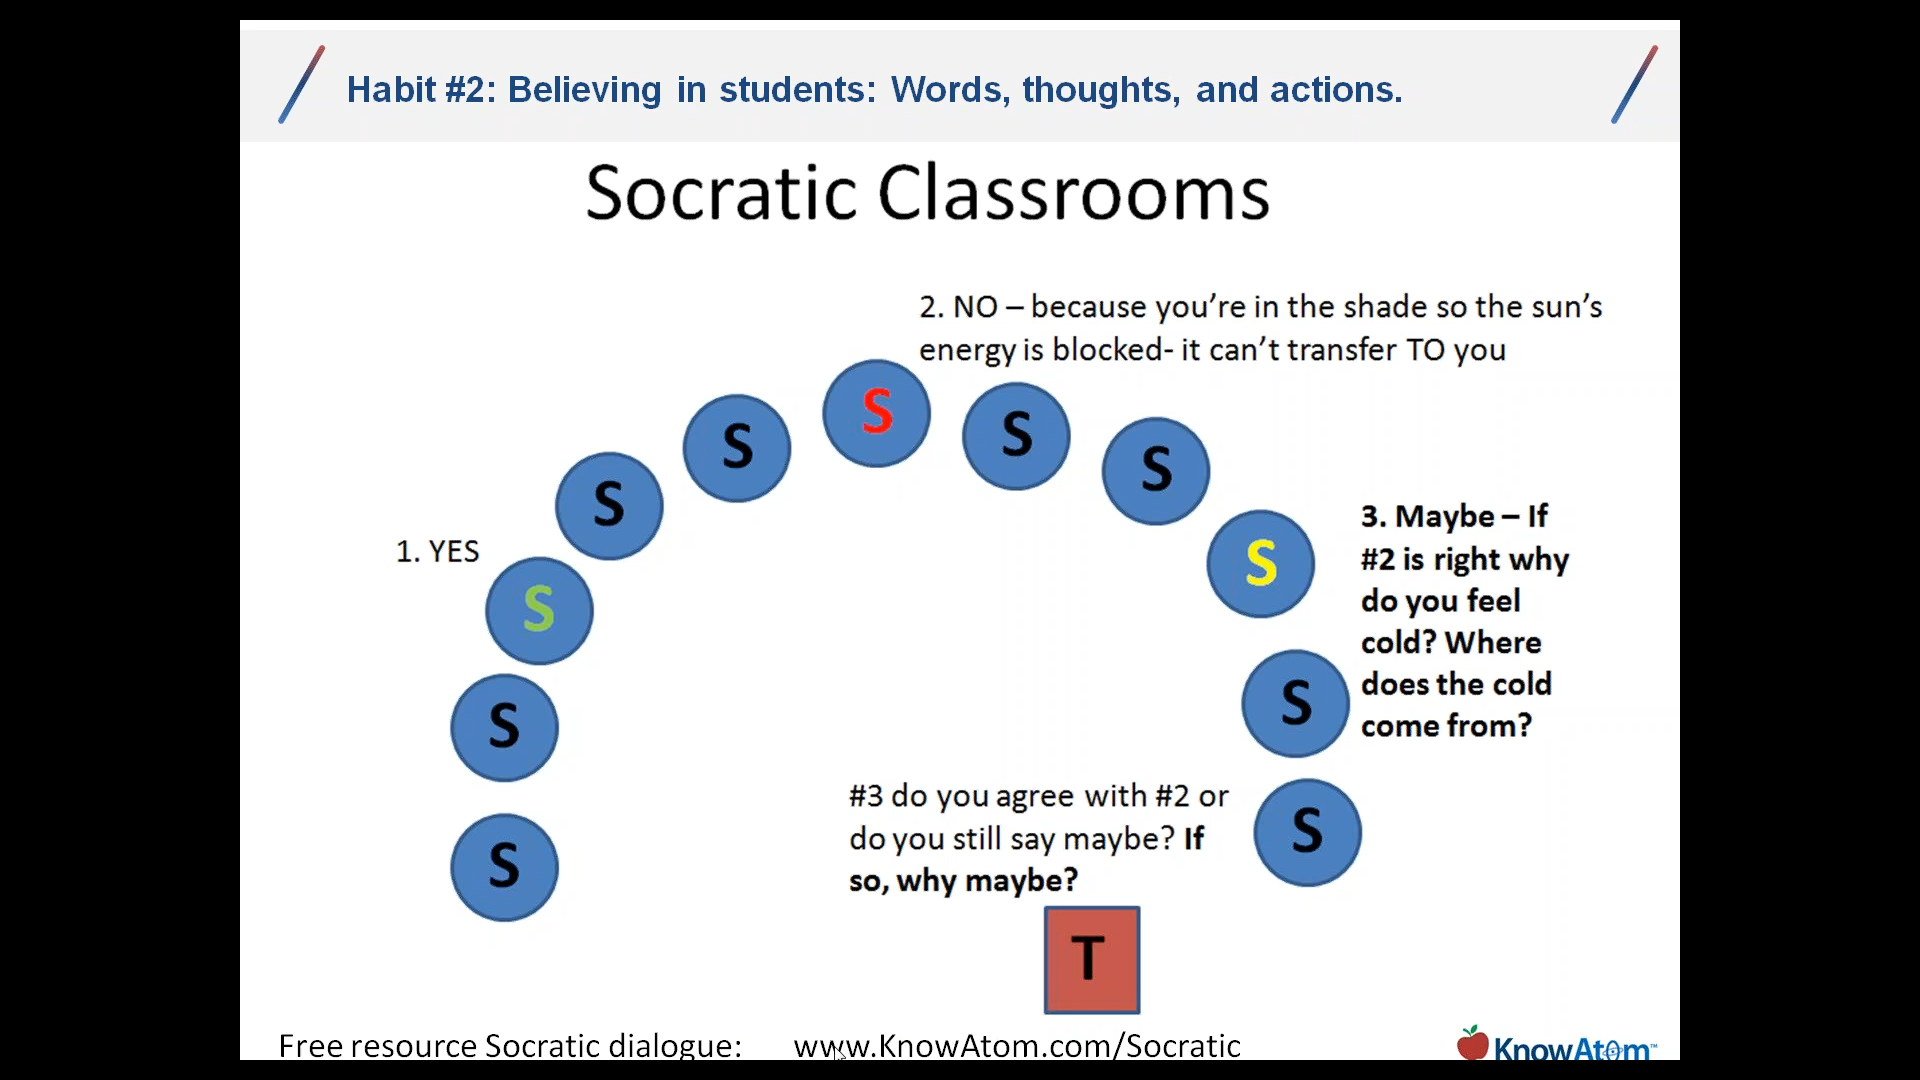 Habit #2: Believing in students: Words, thoughts, and actions.
Socratic Classrooms
2. NO – because you’re in the shade so the sun’s
energy is blocked- it can’t transfer TO you
S
S
S
S
S
1. YES
S
S
S
3. Maybe – If
#2 is right why
do you feel
cold? Where
does the cold
come from?
S
S
S
#3 do you agree with #2 or
do you still say maybe? If
so, why maybe?
T
Free resource Socratic dialogue: www.KnowAtom.com/Socratic
KnowAtom™